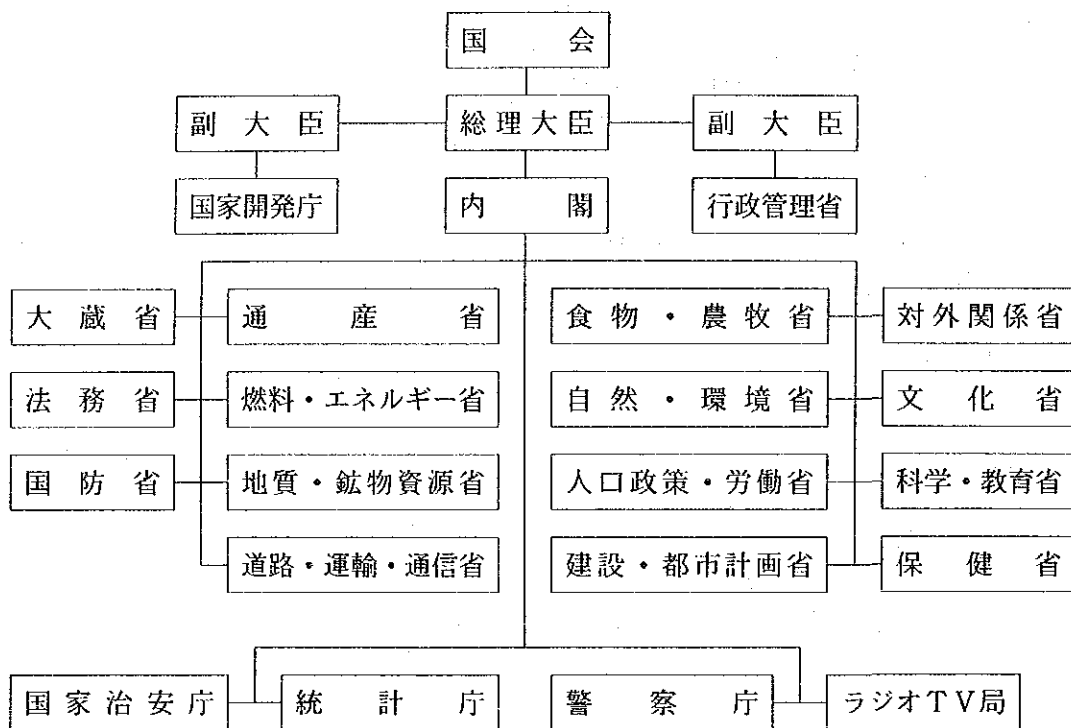 国会
副大臣 総理大臣 副大臣
国家開発庁 内閣 行政管理省
大蔵省 通産省 食物・農牧省 対外関係省
法務省 燃料・エネルギー省 自然・環境省 文化省
国防省 地質・鉱物資源省 人口政策・労働省 科学・教育省
道路・運輸・通信省 建設・都市計画省 保健省
国家治安庁 統計庁 警察庁 ラジオTV局